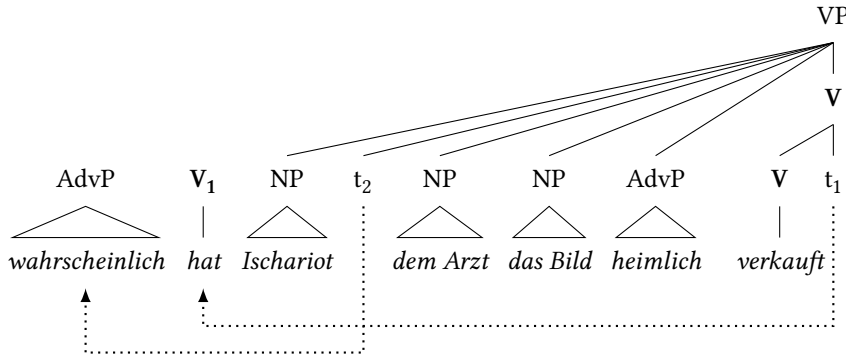 VP
V
AdvP V₁ NP t₂ NP NP AdvP V t₁
wahrscheinlich hat Ischariot dem Arzt das Bild heimlich verkauft